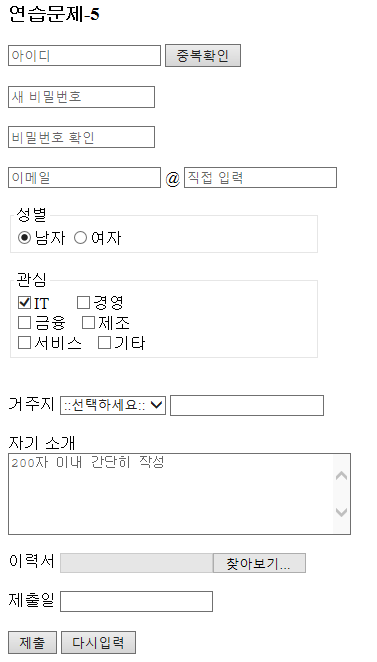 연습문제-5
아이디 중복확인
새 비밀번호
비밀번호 확인
이메일 @ 직접 입력
성별
남자 여자
관심
IT 경영
금융 제조
서비스 기타
거주지 ::선택하세요::
자기 소개
200자 이내 간단히 작성
이력서 찾아보기...
제출일
제출 다시입력